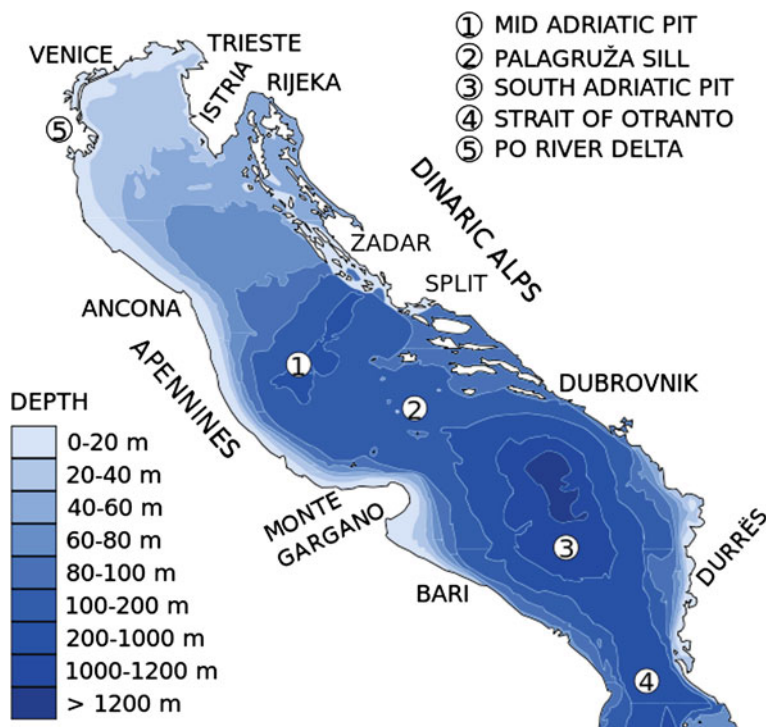 ① MID ADRIATIC PIT
② PALAGRUŽA SILL
③ SOUTH ADRIATIC PIT
④ STRAIT OF OTRANTO
⑤ PO RIVER DELTA
VENICE
TRIESTE
ISTRIA
RIJEKA
⑤
DINARIC ALPS
ZADAR
SPLIT
ANCONA
APENNINES
①
②
DUBROVNIK
MONTE
GARGANO
③
BARI
DURRËS
④
DEPTH
0-20 m
20-40 m
40-60 m
60-80 m
80-100 m
100-200 m
200-1000 m
1000-1200 m
> 1200 m